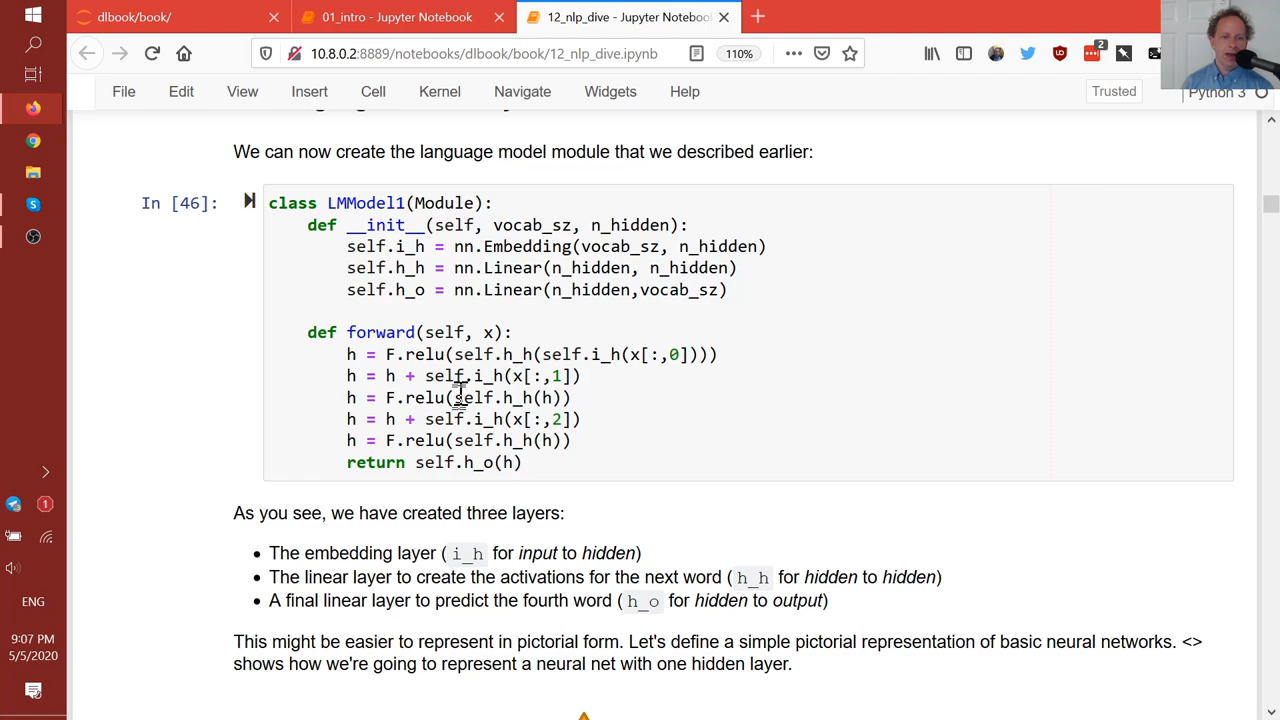 dlbook/book/
01_intro - Jupyter Notebook
12_nlp_dive - Jupyter Notebook
10.8.0.2:8889/notebooks/dlbook/book/12_nlp_dive.ipynb
110%
2
File Edit View Insert Cell Kernel Navigate Widgets Help
Trusted
Python 3
We can now create the language model module that we described earlier:
In [46]:
class LMModel1(Module):
def __init__(self, vocab_sz, n_hidden):
self.i_h = nn.Embedding(vocab_sz, n_hidden)
self.h_h = nn.Linear(n_hidden, n_hidden)
self.h_o = nn.Linear(n_hidden,vocab_sz)
def forward(self, x):
h = F.relu(self.h_h(self.i_h(x[:,0])))
h = h + self.i_h(x[:,1])
h = F.relu(self.h_h(h))
h = h + self.i_h(x[:,2])
h = F.relu(self.h_h(h))
return self.h_o(h)
As you see, we have created three layers:
• The embedding layer ( i_h for input to hidden)
• The linear layer to create the activations for the next word ( h_h for hidden to hidden)
• A final linear layer to predict the fourth word ( h_o for hidden to output)
This might be easier to represent in pictorial form. Let's define a simple pictorial representation of basic neural networks. <>
shows how we're going to represent a neural net with one hidden layer.
1
ENG
9:07 PM
5/5/2020